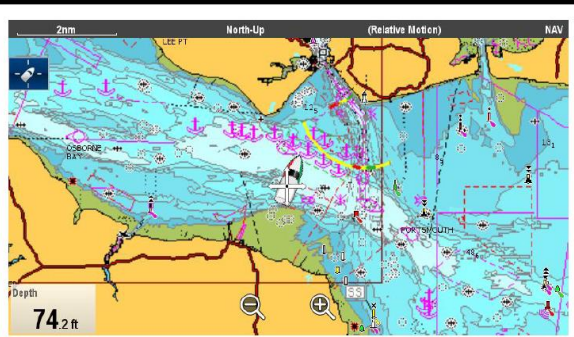 2nm North-Up (Relative Motion) NAV
LEE PT
OSBORNE
BAY
PORTSMOUTH
Depth
74.2 ft